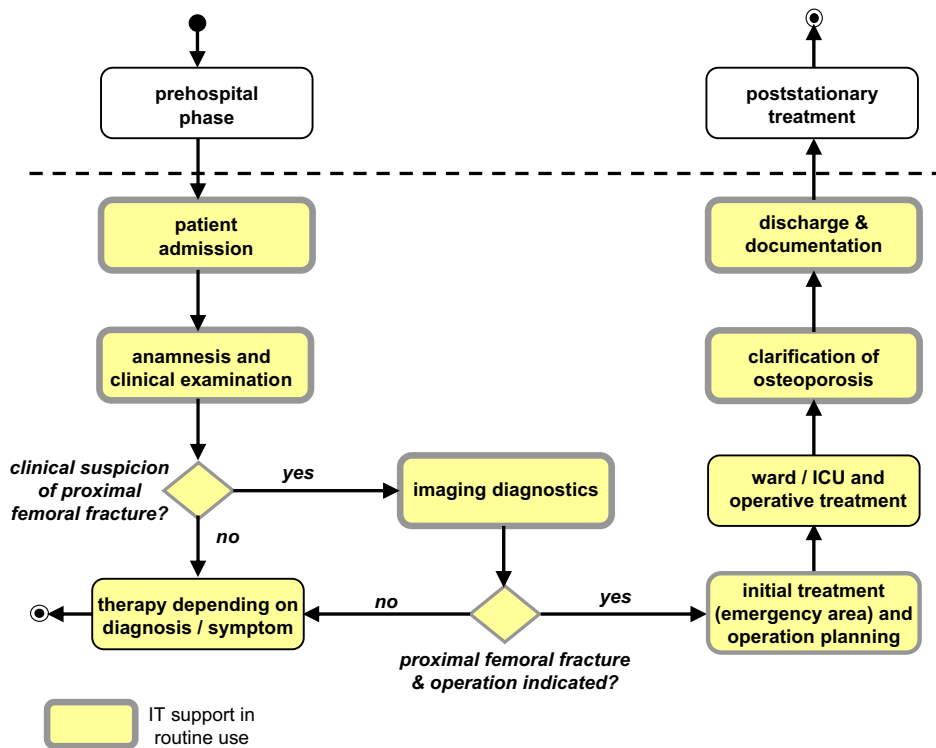 prehospital
phase
poststationary
treatment
patient
admission
discharge &
documentation
anamnesis and
clinical examination
clarification of
osteoporosis
clinical suspicion
of proximal
femoral fracture?
yes
imaging diagnostics
ward / ICU and
operative treatment
no
therapy depending on
diagnosis / symptom
no
yes
initial treatment
(emergency area) and
operation planning
proximal femoral fracture
& operation indicated?
IT support in
routine use